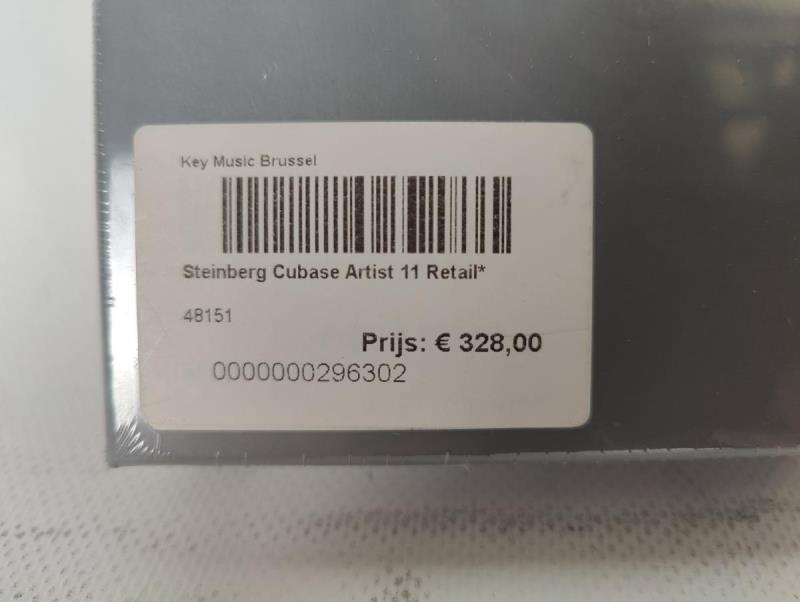 Key Music Brussel
Steinberg Cubase Artist 11 Retail*
48151
Prijs: € 328,00
0000000296302